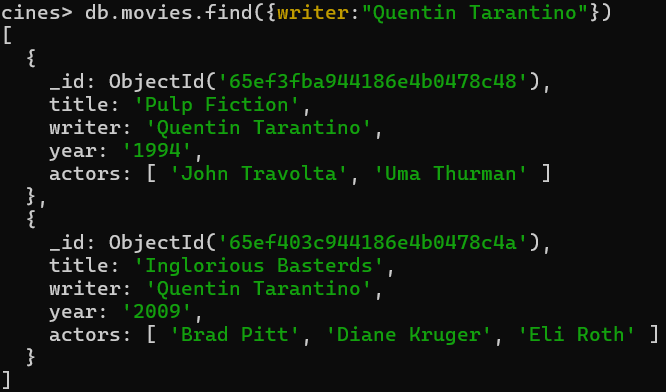 cines> db.movies.find({writer:"Quentin Tarantino"})
[
  {
    _id: ObjectId('65ef3fba944186e4b0478c48'),
    title: 'Pulp Fiction',
    writer: 'Quentin Tarantino',
    year: '1994',
    actors: [ 'John Travolta', 'Uma Thurman' ]
  },
  {
    _id: ObjectId('65ef403c944186e4b0478c4a'),
    title: 'Inglorious Basterds',
    writer: 'Quentin Tarantino',
    year: '2009',
    actors: [ 'Brad Pitt', 'Diane Kruger', 'Eli Roth' ]
  }
]